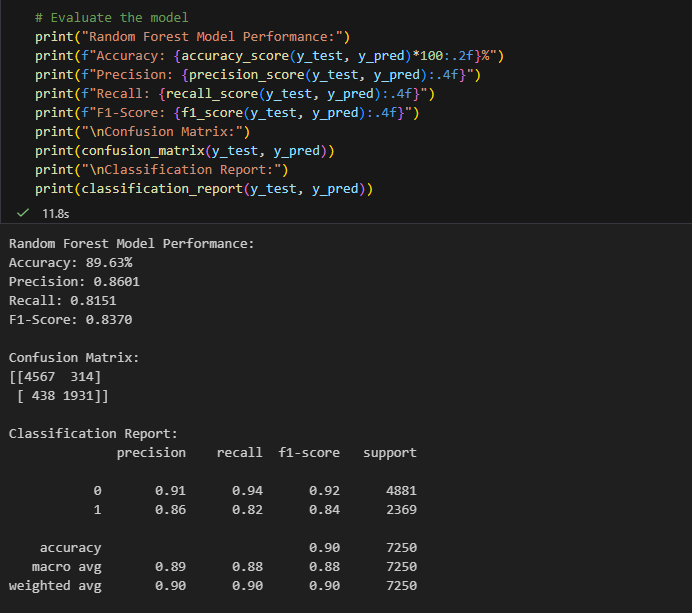 # Evaluate the model
print("Random Forest Model Performance:")
print(f"Accuracy: {accuracy_score(y_test, y_pred)*100:.2f}%")
print(f"Precision: {precision_score(y_test, y_pred):.4f}")
print(f"Recall: {recall_score(y_test, y_pred):.4f}")
print(f"F1-Score: {f1_score(y_test, y_pred):.4f}")
print("\nConfusion Matrix:")
print(confusion_matrix(y_test, y_pred))
print("\nClassification Report:")
print(classification_report(y_test, y_pred))
11.8s
Random Forest Model Performance:
Accuracy: 89.63%
Precision: 0.8601
Recall: 0.8151
F1-Score: 0.8370
Confusion Matrix:
[[4567  314]
 [ 438 1931]]
Classification Report:
              precision    recall  f1-score   support
           0       0.91      0.94      0.92      4881
           1       0.86      0.82      0.84      2369
    accuracy                           0.90      7250
   macro avg       0.89      0.88      0.88      7250
weighted avg       0.90      0.90      0.90      7250